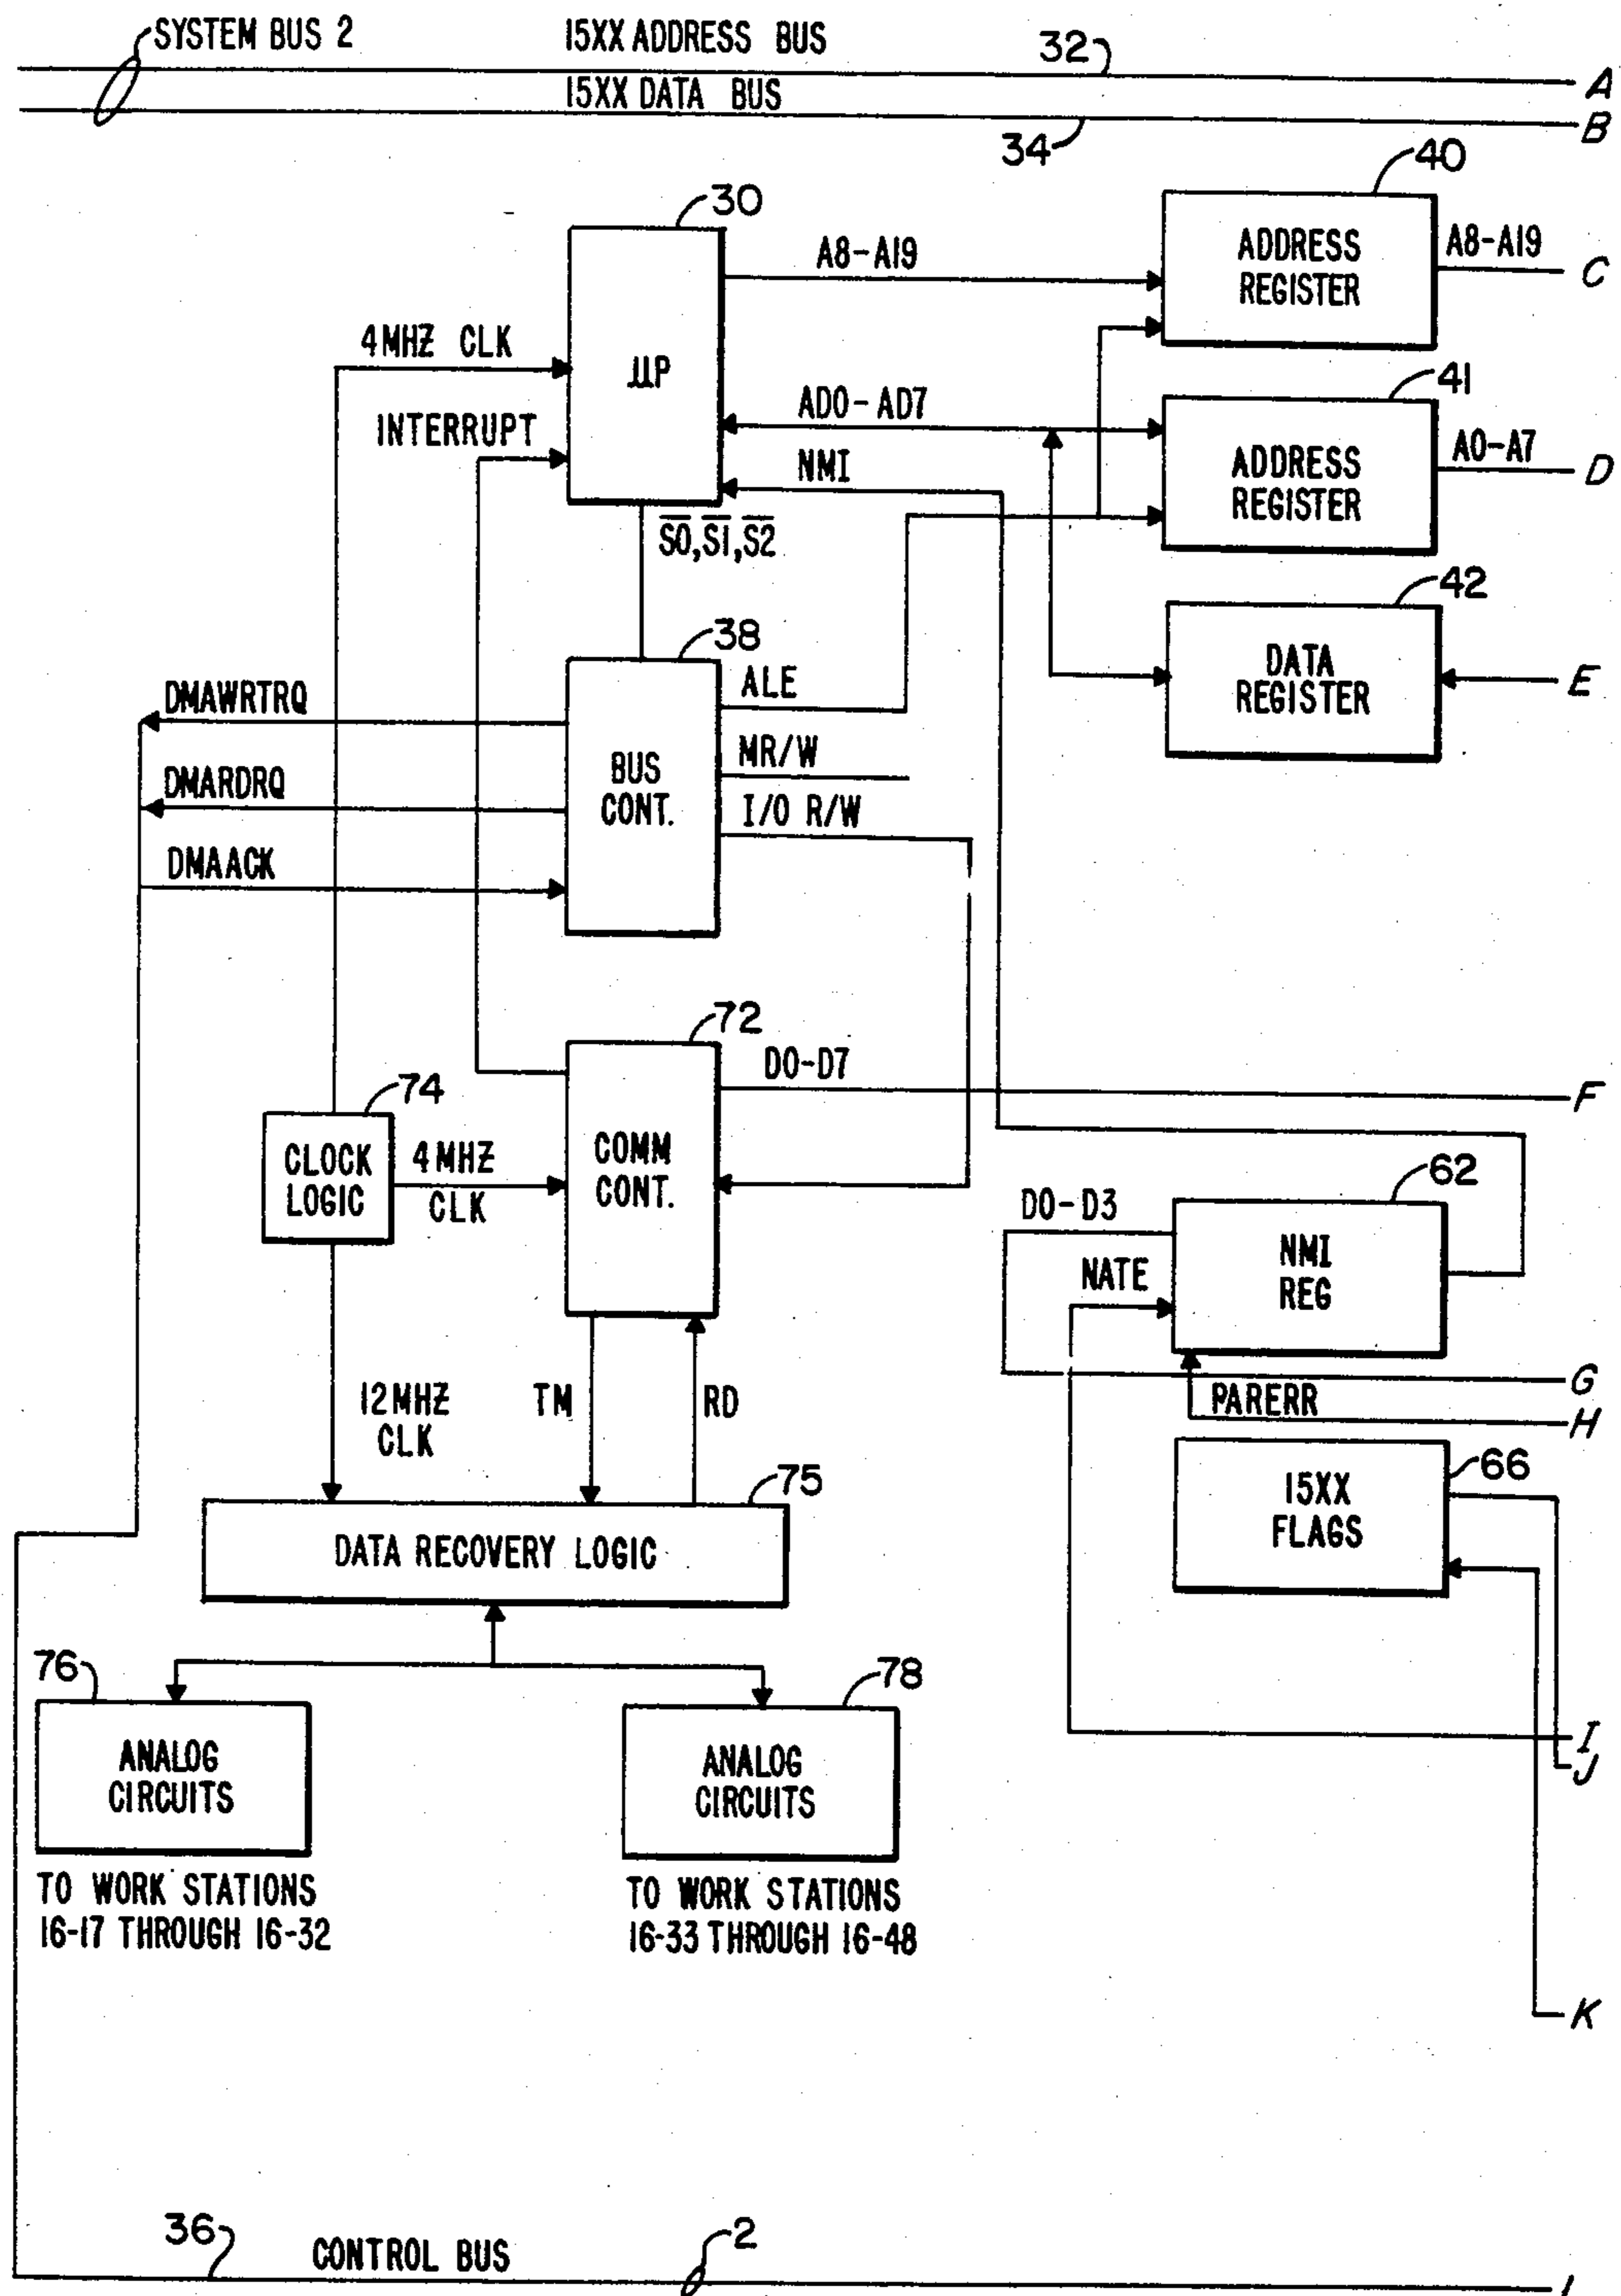 SYSTEM BUS 2
15XX ADDRESS BUS
32
A
15XX DATA BUS
B
34
40
30
A8-A19
ADDRESS
REGISTER
A8-A19
C
4MHZ CLK
µP
41
AD0-AD7
INTERRUPT
NMI
ADDRESS
REGISTER
A0-A7
D
S0,S1,S2
42
38
ALE
DATA
REGISTER
E
DMAWRTRQ
MR/W
BUS
CONT.
DMARDRQ
I/O R/W
DMAACK
72
D0-D7
F
74
CLOCK
LOGIC
4MHZ
CLK
COMM
CONT.
62
D0-D3
NMI
REG
NATE
G
PARERR
H
12MHZ
CLK
TM
RD
75
66
15XX
FLAGS
DATA RECOVERY LOGIC
76
78
I
J
ANALOG
CIRCUITS
ANALOG
CIRCUITS
TO WORK STATIONS
16-17 THROUGH 16-32
TO WORK STATIONS
16-33 THROUGH 16-48
K
36
CONTROL BUS
2